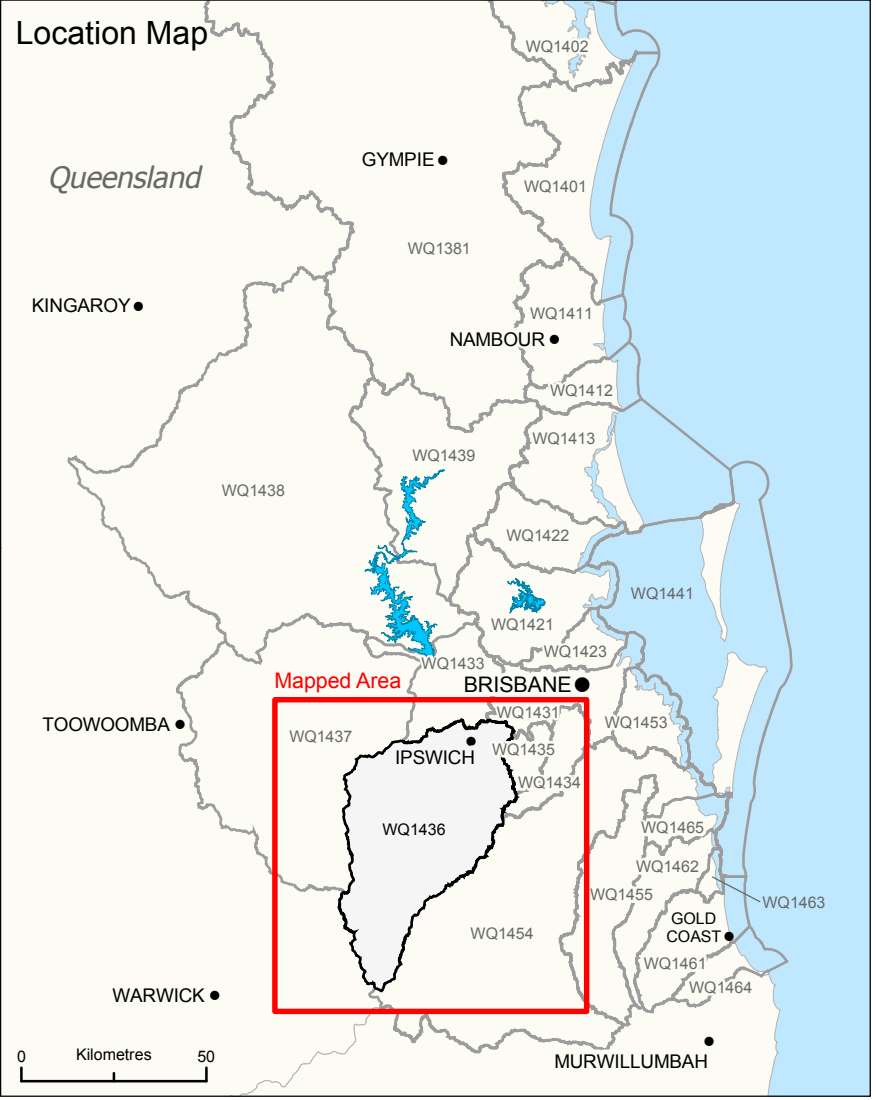 Location Map
WQ1402
GYMPIE
Queensland
WQ1401
WQ1381
KINGAROY
WQ1411
NAMBOUR
WQ1412
WQ1413
WQ1439
WQ1438
WQ1422
WQ1441
WQ1421
WQ1423
WQ1433
Mapped Area
BRISBANE
WQ1431
WQ1453
TOOWOOMBA
WQ1437
WQ1435
IPSWICH
WQ1434
WQ1436
WQ1465
WQ1462
WQ1455
WQ1463
GOLD
COAST
WQ1454
WQ1461
WQ1464
WARWICK
0 Kilometres 50
MURWILLUMBAH